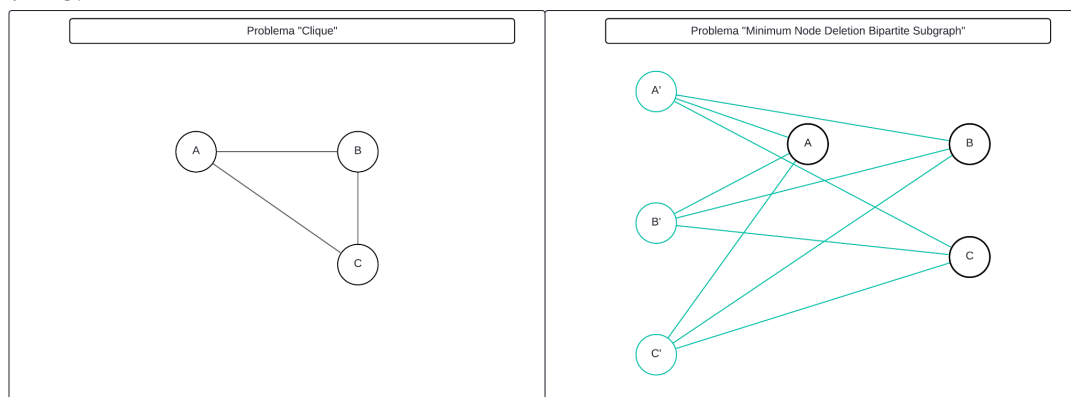 Problema "Clique"
A
B
C
Problema "Minimum Node Deletion Bipartite Subgraph"
A'
A
B
B'
C
C'